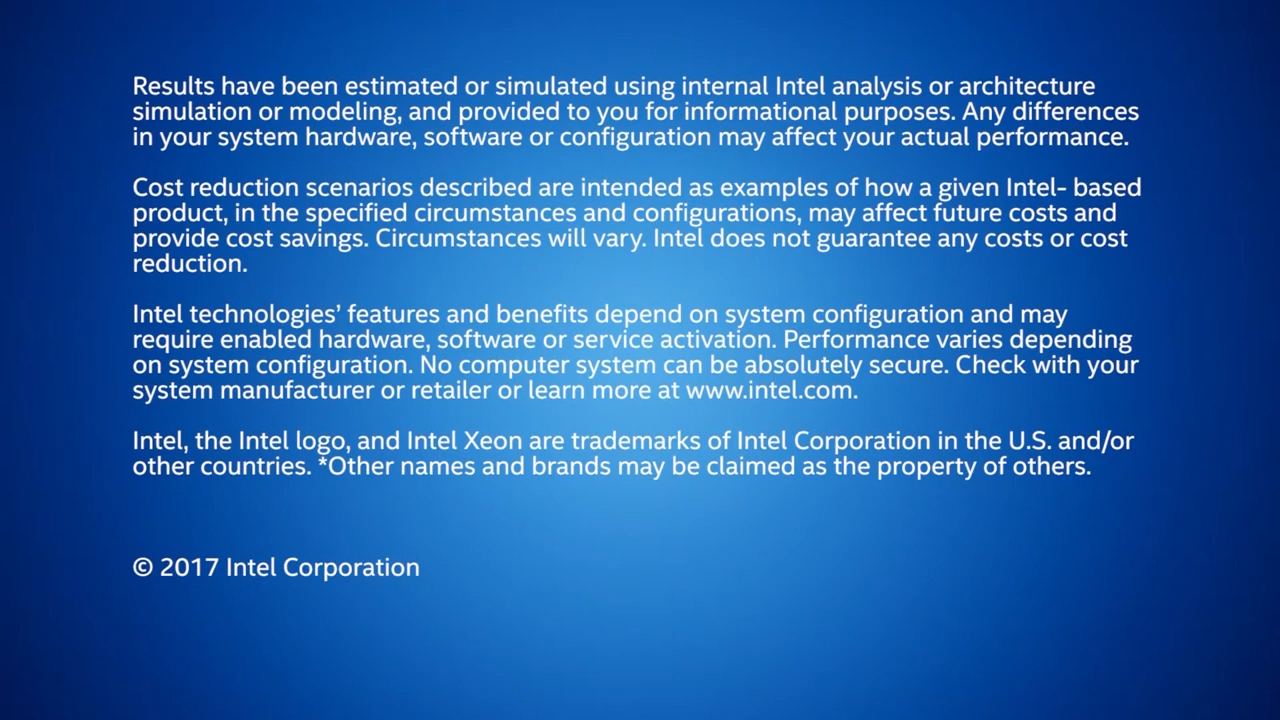 Results have been estimated or simulated using internal Intel analysis or architecture
simulation or modeling, and provided to you for informational purposes. Any differences
in your system hardware, software or configuration may affect your actual performance.
Cost reduction scenarios described are intended as examples of how a given Intel- based
product, in the specified circumstances and configurations, may affect future costs and
provide cost savings. Circumstances will vary. Intel does not guarantee any costs or cost
reduction.
Intel technologies’ features and benefits depend on system configuration and may
require enabled hardware, software or service activation. Performance varies depending
on system configuration. No computer system can be absolutely secure. Check with your
system manufacturer or retailer or learn more at www.intel.com.
Intel, the Intel logo, and Intel Xeon are trademarks of Intel Corporation in the U.S. and/or
other countries. *Other names and brands may be claimed as the property of others.
© 2017 Intel Corporation